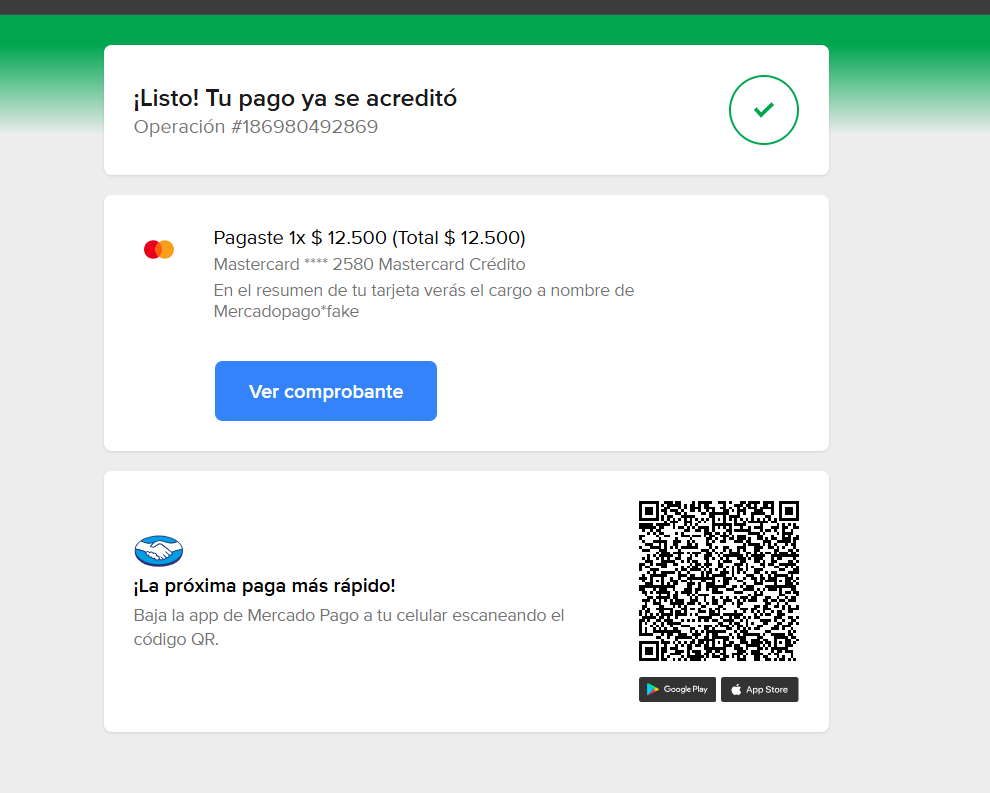 ¡Listo! Tu pago ya se acreditó
Operación #186980492869
Pagaste 1x $ 12.500 (Total $ 12.500)
Mastercard **** 2580 Mastercard Crédito
En el resumen de tu tarjeta verás el cargo a nombre de
Mercadopago*fake
Ver comprobante
¡La próxima paga más rápido!
Baja la app de Mercado Pago a tu celular escaneando el
código QR.
Google Play
App Store